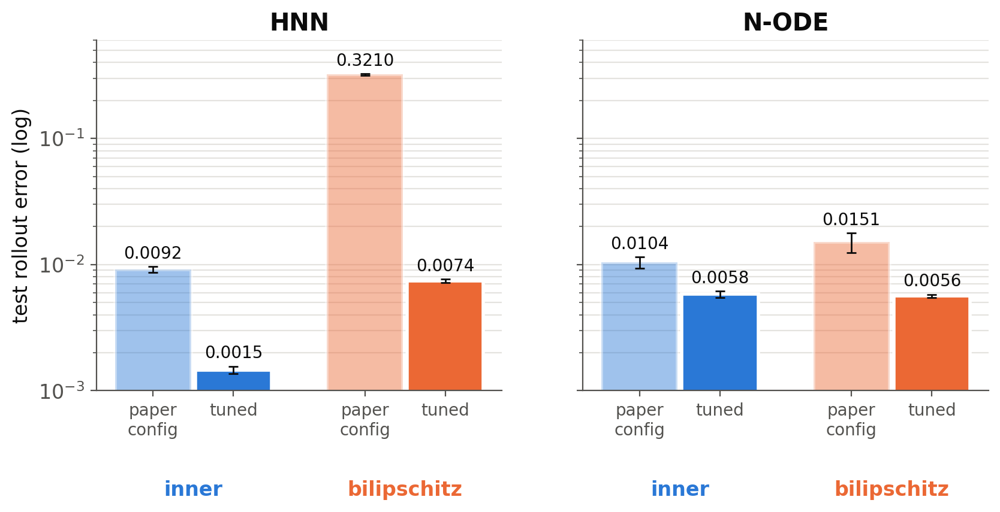 HNN
N-ODE
test rollout error (log)
10⁻¹
10⁻²
10⁻³
0.0092
0.0015
0.3210
0.0074
0.0104
0.0058
0.0151
0.0056
paper config
tuned
paper config
tuned
paper config
tuned
paper config
tuned
inner
bilipschitz
inner
bilipschitz